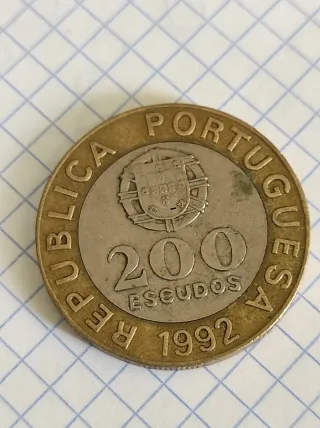 REPUBLICA PORTUGUESA
200
ESCUDOS
1992